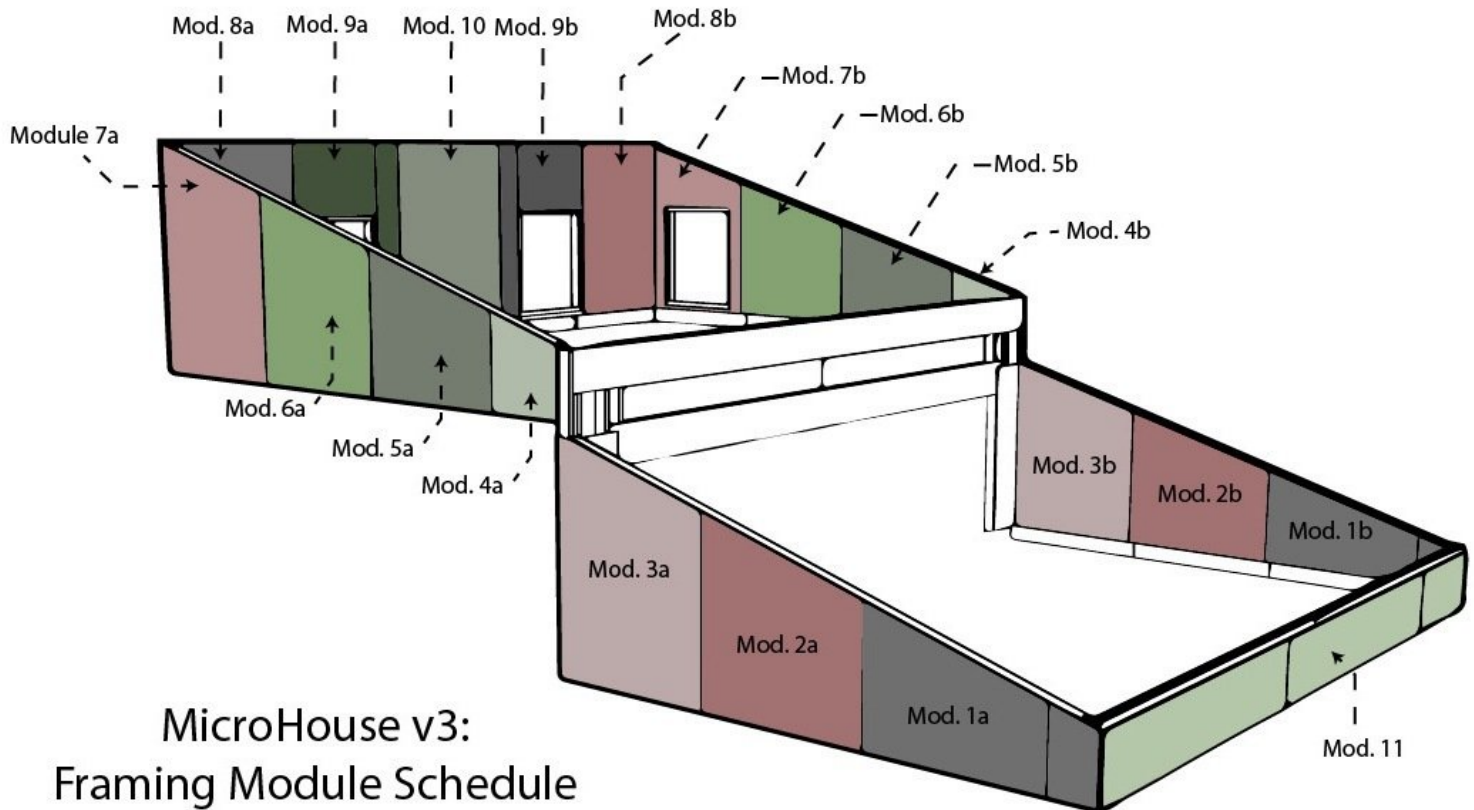 Mod. 8a
Mod. 9a
Mod. 10
Mod. 9b
Mod. 8b
Mod. 7b
Mod. 6b
Mod. 5b
Mod. 4b
Module 7a
Mod. 6a
Mod. 5a
Mod. 4a
Mod. 3b
Mod. 2b
Mod. 1b
Mod. 3a
Mod. 2a
Mod. 1a
Mod. 11
MicroHouse v3:
Framing Module Schedule